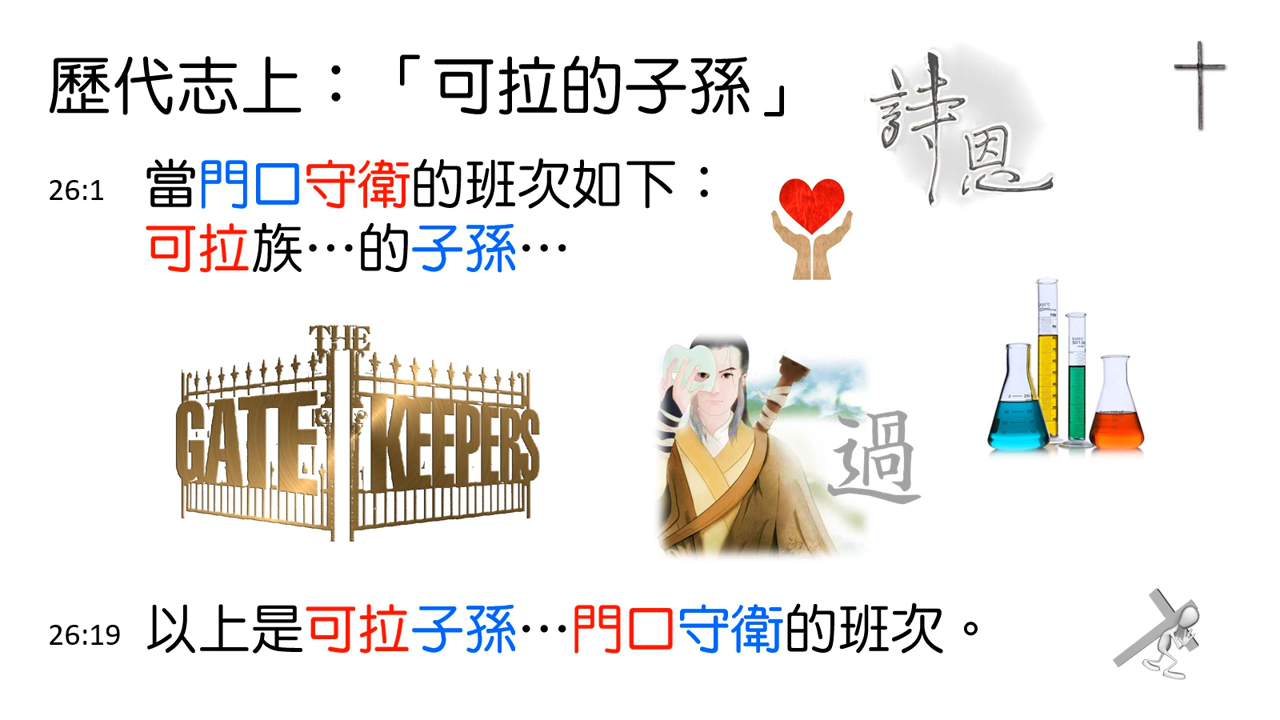 歷代志上：「可拉的子孫」
詩恩
26:1 當門口守衛的班次如下：
可拉族…的子孫…
THE
GATE KEEPERS
過
26:19 以上是可拉子孫…門口守衛的班次。